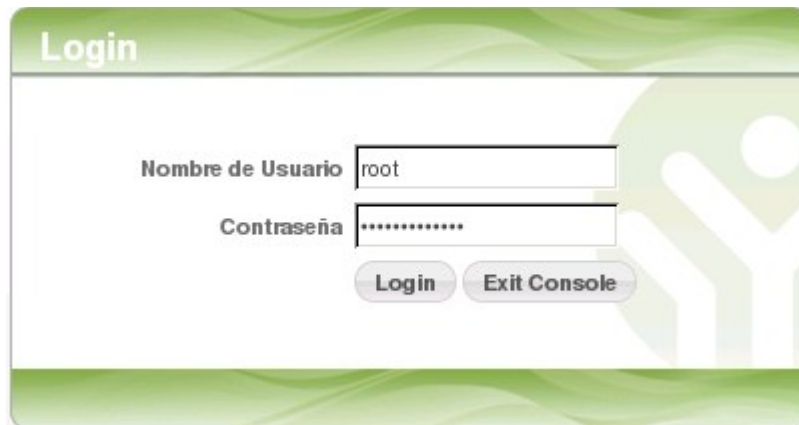 Login
Nombre de Usuario root
Contraseña •••••••••••••
Login Exit Console